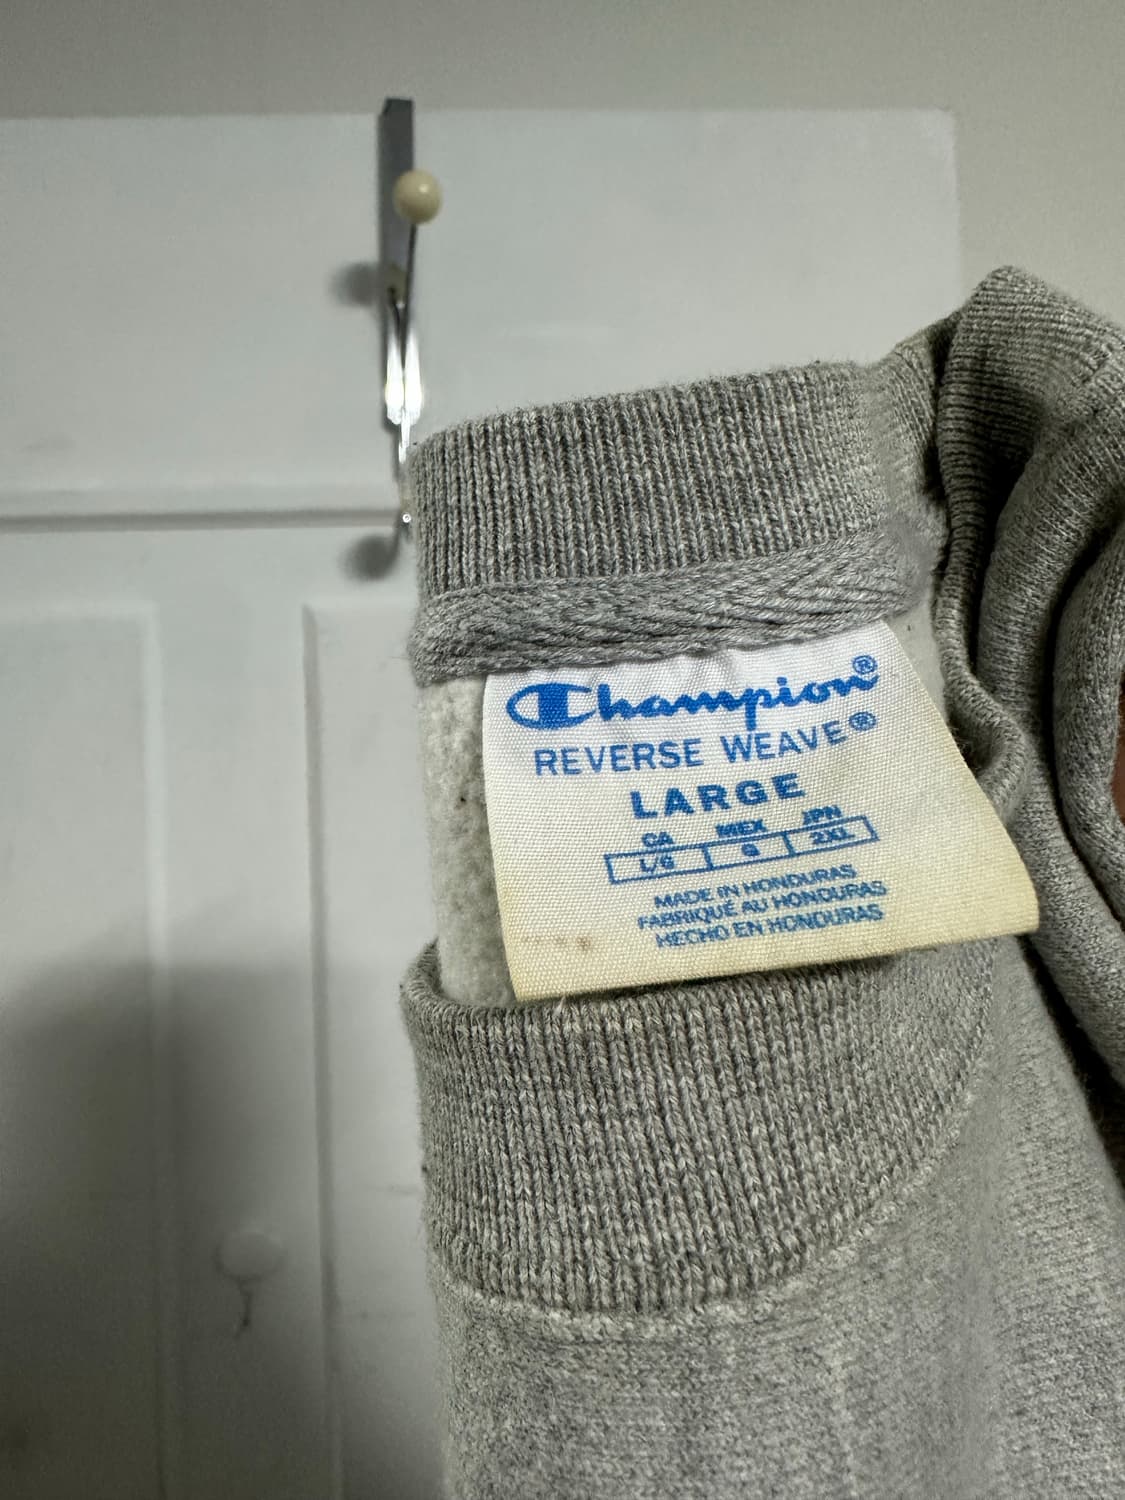 Champion®
REVERSE WEAVE®
LARGE
CA MEX JPN
L/G G 2XL
MADE IN HONDURAS
FABRIQUÉ AU HONDURAS
HECHO EN HONDURAS